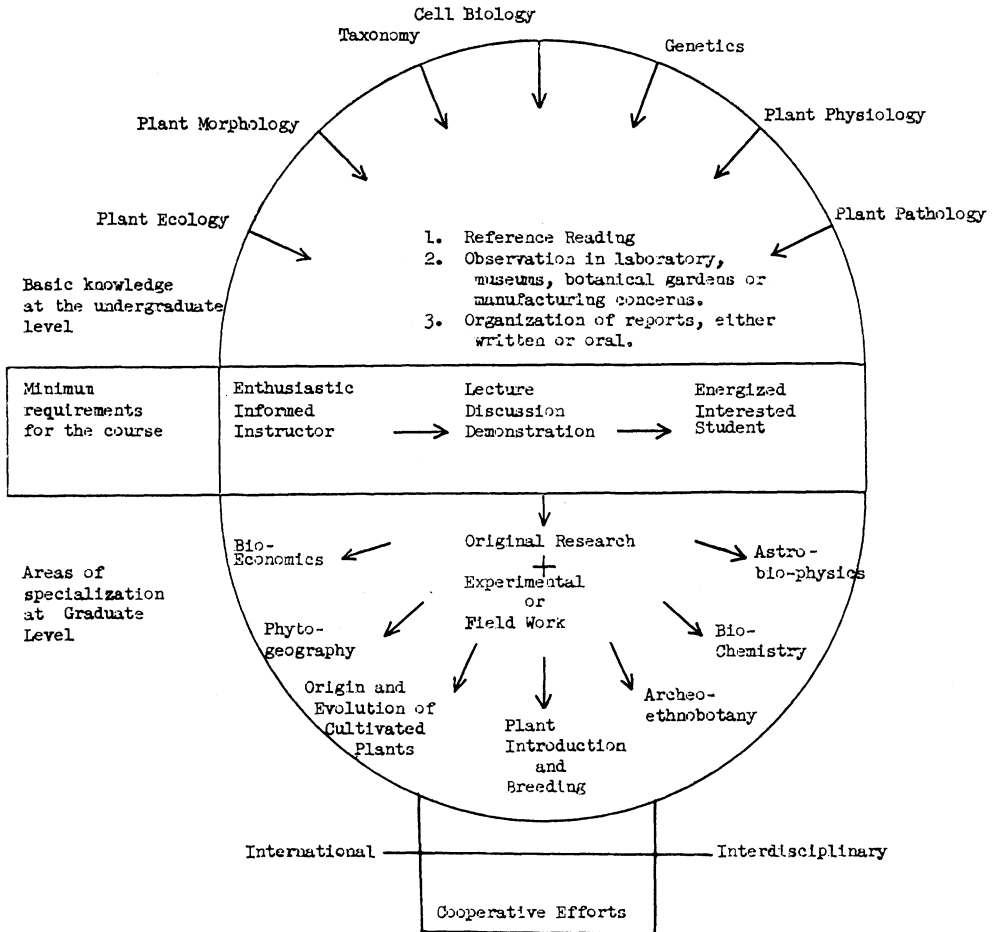 Cell Biology
Taxonomy
Genetics
Plant Morphology
Plant Physiology
Plant Ecology
Plant Pathology
1. Reference Reading
2. Observation in laboratory,
museums, botanical gardens or
manufacturing concerns.
3. Organization of reports, either
written or oral.
Basic knowledge
at the undergraduate
level
Minimun
requirements
for the course
Enthusiastic
Informed
Instructor
Lecture
Discussion
Demonstration
Energized
Interested
Student
Areas of
specialization
at Graduate
Level
Original Research
+
Experimental
or
Field Work
Bio-
Economics
Astro-
bio-physics
Phyto-
geography
Bio-
Chemistry
Origin and
Evolution of
Cultivated
Plants
Plant
Introduction
and
Breeding
Archeo-
ethnobotany
International
Interdisciplinary
Cooperative Efforts